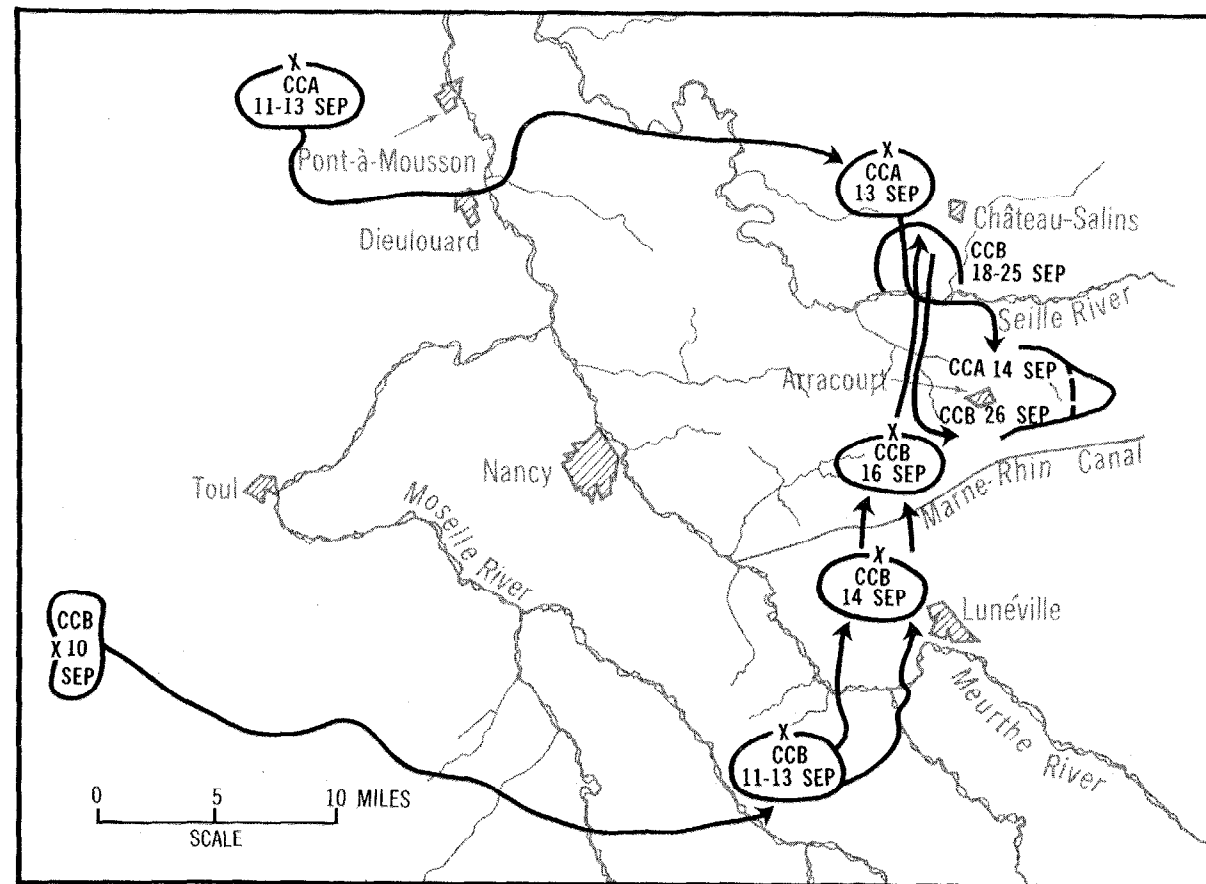 X
CCA
11-13 SEP
Pont-à-Mousson
Dieulouard
X
CCA
13 SEP
Château-Salins
CCB
18-25 SEP
Seille River
CCA 14 SEP
Arracourt
CCB 26 SEP
X
CCB
16 SEP
Nancy
Toul
Marne-Rhin Canal
Moselle River
X
CCB
14 SEP
Lunéville
CCB
X 10
SEP
Meurthe River
X
CCB
11-13 SEP
0 5 10 MILES
SCALE